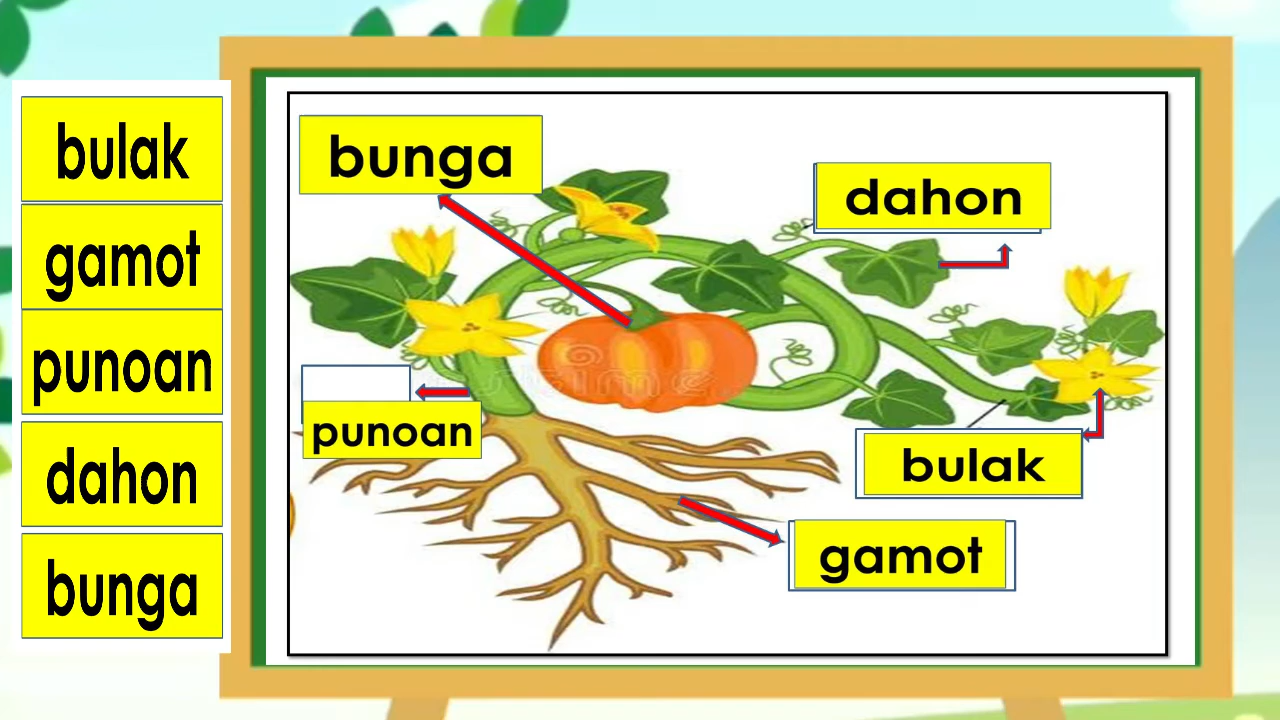 bulak
gamot
punoan
dahon
bunga
bunga
dahon
punoan
bulak
gamot